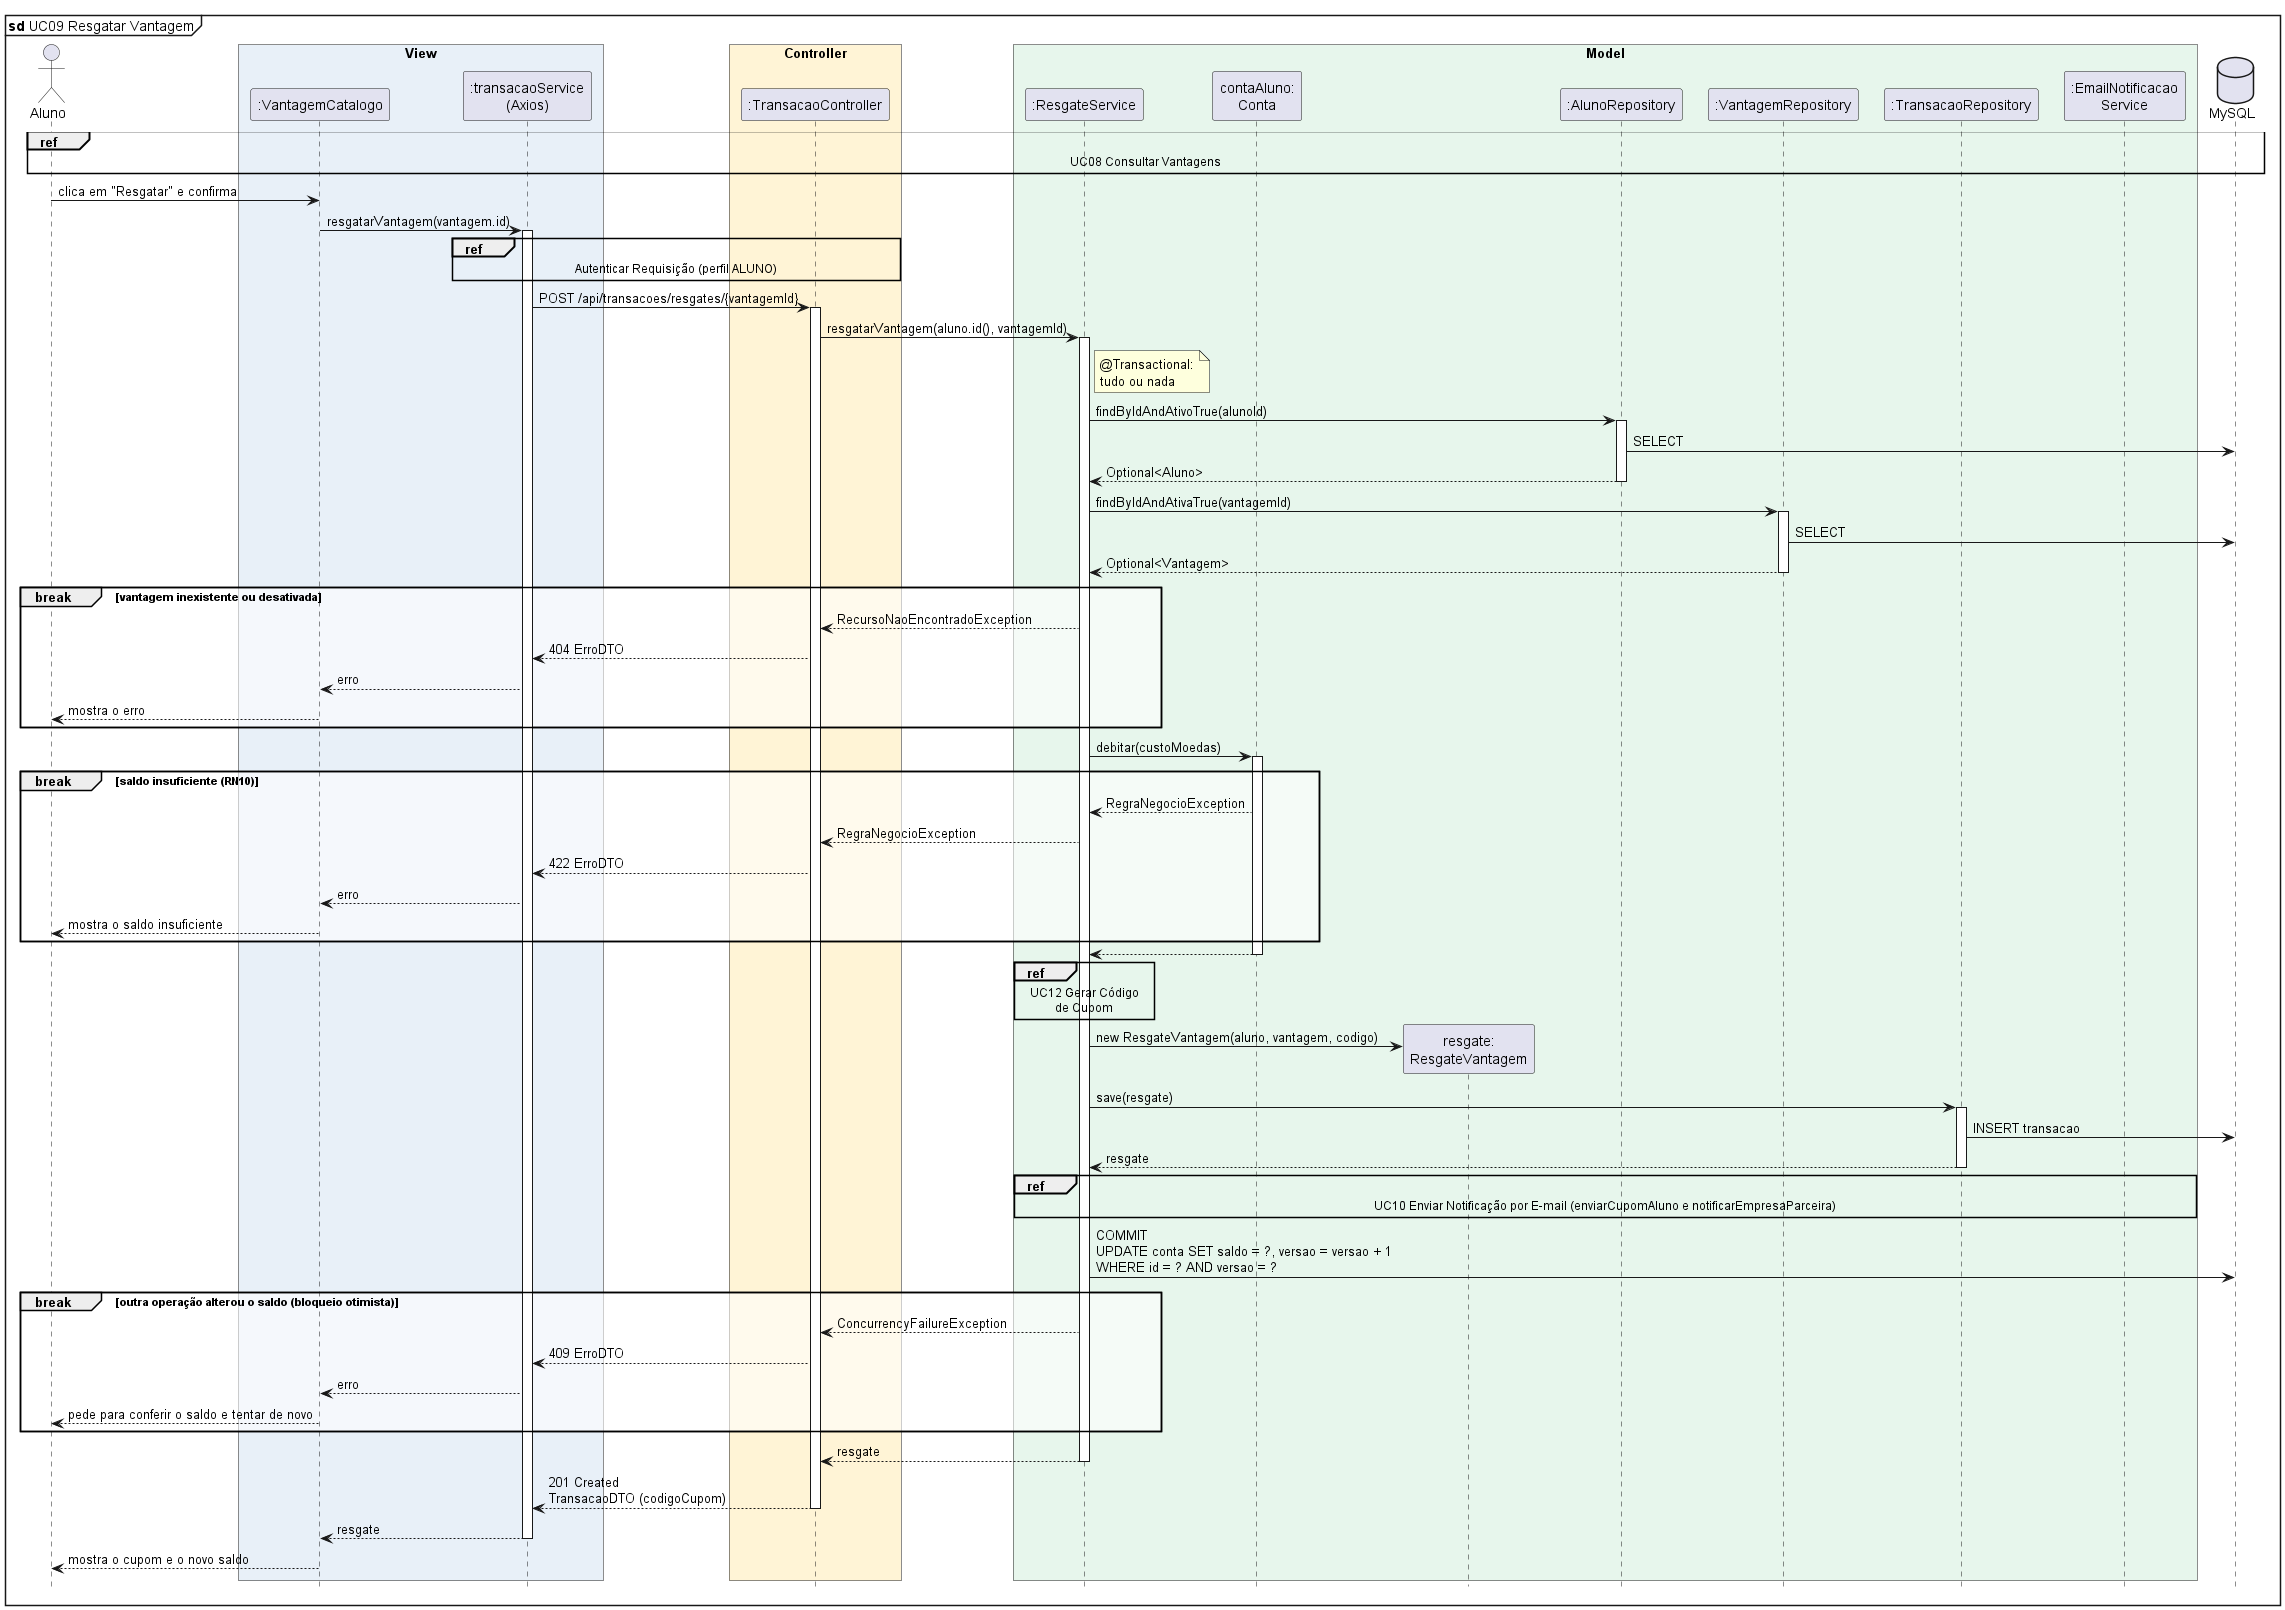 sd UC09 Resgatar Vantagem
View
Controller
Model
Aluno
:VantagemCatalogo
:transacaoService
(Axios)
:TransacaoController
:ResgateService
contaAluno:
Conta
:AlunoRepository
:VantagemRepository
:TransacaoRepository
:EmailNotificacao
Service
MySQL
ref
UC08 Consultar Vantagens
clica em "Resgatar" e confirma
resgatarVantagem(vantagem.id)
ref
Autenticar Requisição (perfil ALUNO)
POST /api/transacoes/resgates/{vantagemId}
resgatarVantagem(aluno.id(), vantagemId)
@Transactional:
tudo ou nada
findByIdAndAtivoTrue(alunoId)
SELECT
Optional<Aluno>
findByIdAndAtivaTrue(vantagemId)
SELECT
Optional<Vantagem>
break [vantagem inexistente ou desativada]
RecursoNaoEncontradoException
404 ErroDTO
erro
mostra o erro
debitar(custoMoedas)
break [saldo insuficiente (RN10)]
RegraNegocioException
RegraNegocioException
422 ErroDTO
erro
mostra o saldo insuficiente
ref
UC12 Gerar Código
de Cupom
new ResgateVantagem(aluno, vantagem, codigo)
resgate:
ResgateVantagem
save(resgate)
INSERT transacao
resgate
ref
UC10 Enviar Notificação por E-mail (enviarCupomAluno e notificarEmpresaParceira)
COMMIT
UPDATE conta SET saldo = ?, versao = versao + 1
WHERE id = ? AND versao = ?
break [outra operação alterou o saldo (bloqueio otimista)]
ConcurrencyFailureException
409 ErroDTO
erro
pede para conferir o saldo e tentar de novo
resgate
201 Created
TransacaoDTO (codigoCupom)
resgate
mostra o cupom e o novo saldo